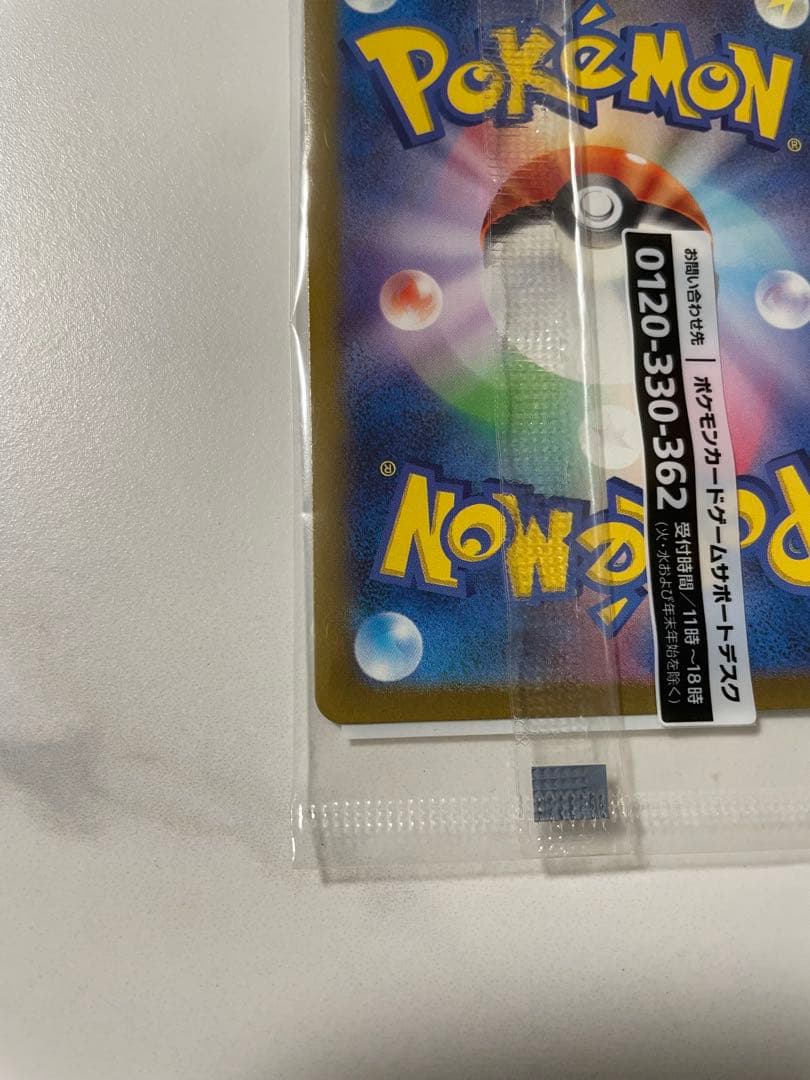 POKéMON
®
お問い合わせ先 | ポケモンカードゲームサポートデスク
0120-330-362 受付時間/11時~18時
(火・水および年末年始を除く)
®
POKéMON